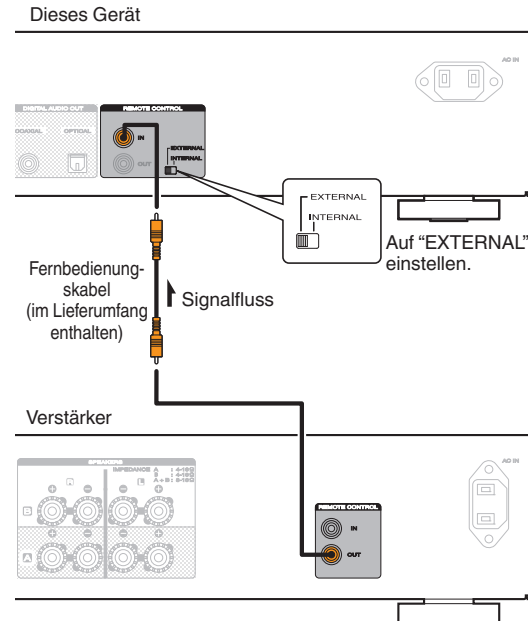 Dieses Gerät
AC IN
DIGITAL AUDIO OUT
REMOTE CONTROL
COAXIAL
OPTICAL
IN
OUT
EXTERNAL
INTERNAL
EXTERNAL
INTERNAL
Auf “EXTERNAL”
einstellen.
Fernbedienung-
skabel
(im Lieferumfang
enthalten)
Signalfluss
Verstärker
SPEAKERS
IMPEDANCE
AC IN
REMOTE CONTROL
IN
OUT